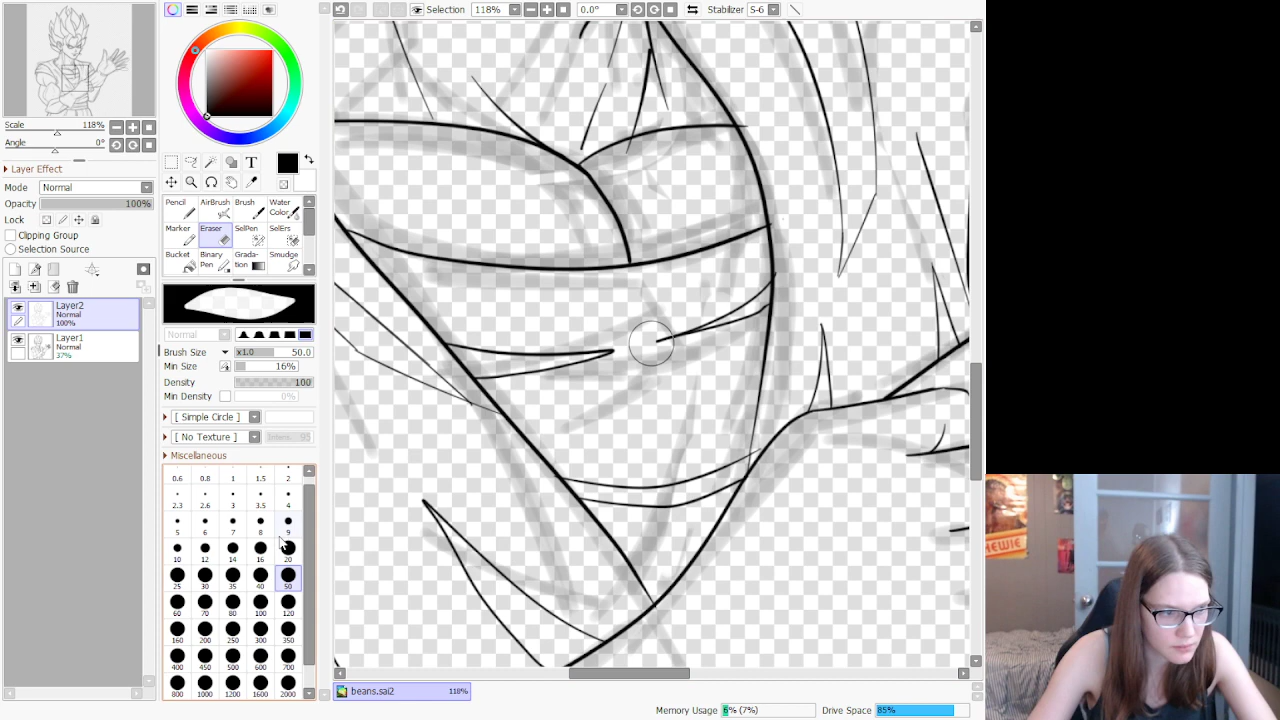 Selection 118% 0.0° Stabilizer S-6
Scale 118%
Angle 0°
Layer Effect
Mode Normal
Opacity 100%
Lock
Clipping Group
Selection Source
Layer2
Normal
100%
Layer1
Normal
37%
T
Pencil AirBrush Brush Water Color
Marker Eraser SelPen SelErs
Bucket Binary Pen Grada-tion Smudge
Normal
Brush Size x1.0 50.0
Min Size 16%
Density 100
Min Density 0%
[ Simple Circle ]
[ No Texture ] Intens. 95
Miscellaneous
0.6 0.8 1 1.5 2
2.3 2.6 3 3.5 4
5 6 7 8 9
10 12 14 16 20
25 30 35 40 50
60 70 80 100 120
160 200 250 300 350
400 450 500 600 700
800 1000 1200 1600 2000
beans.sai2 118%
Memory Usage 6% (7%) Drive Space 85%
HEWIE